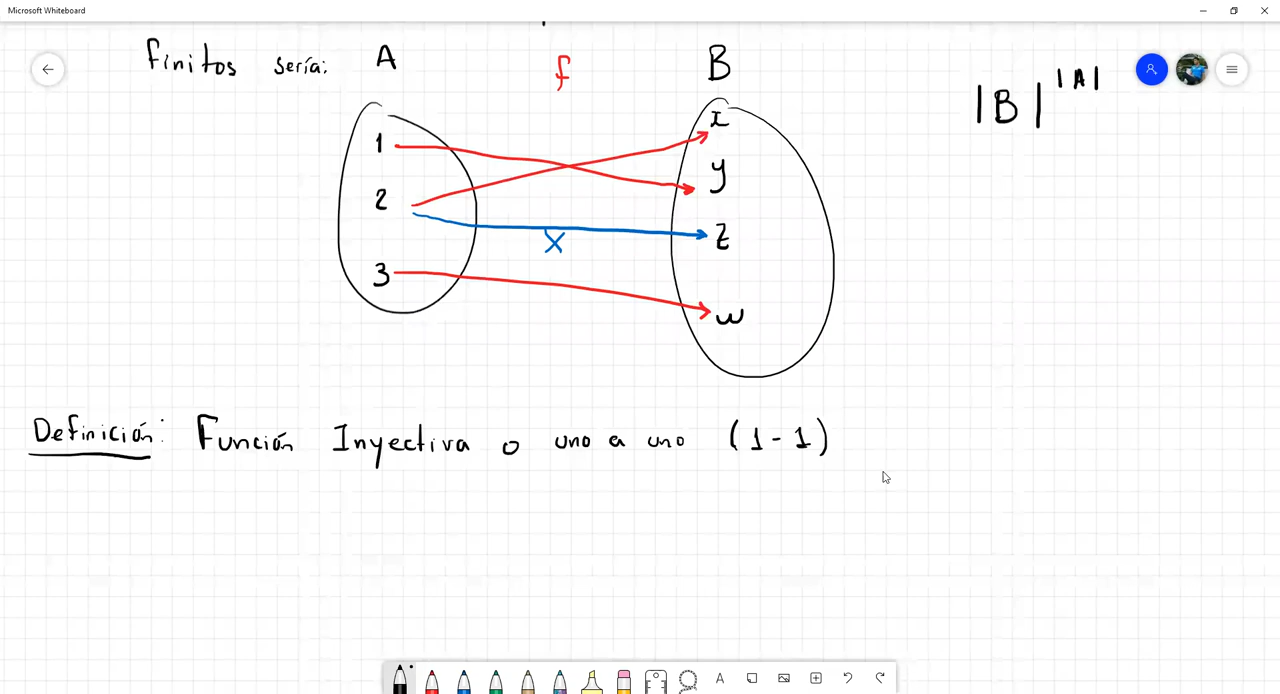 Microsoft Whiteboard
finitos sería: A f B
|B|^|A|
1
2
3
x
y
z
w
X
Definición: Función Inyectiva o uno a uno (1-1)
A